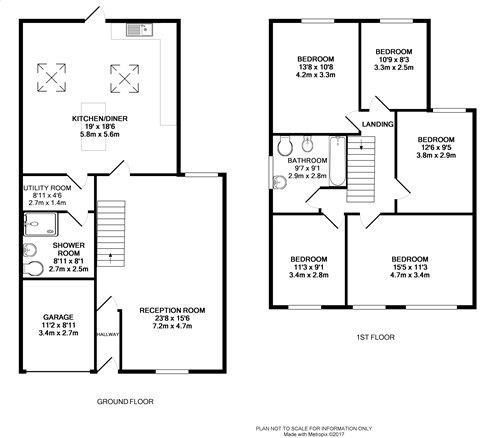 KITCHEN/DINER
19' x 18'6
5.8m x 5.6m
UTILITY ROOM
8'11 x 4'6
2.7m x 1.4m
SHOWER
ROOM
8'11 x 8'1
2.7m x 2.5m
GARAGE
11'2 x 8'11
3.4m x 2.7m
HALLWAY
RECEPTION ROOM
23'8 x 15'6
7.2m x 4.7m
GROUND FLOOR
BEDROOM
13'8 x 10'8
4.2m x 3.3m
BEDROOM
10'9 x 8'3
3.3m x 2.5m
LANDING
BEDROOM
12'6 x 9'5
3.8m x 2.9m
BATHROOM
9'7 x 9'1
2.9m x 2.8m
BEDROOM
11'3 x 9'1
3.4m x 2.8m
BEDROOM
15'5 x 11'3
4.7m x 3.4m
1ST FLOOR
PLAN NOT TO SCALE FOR INFORMATION ONLY
Made with Metropix ©2017